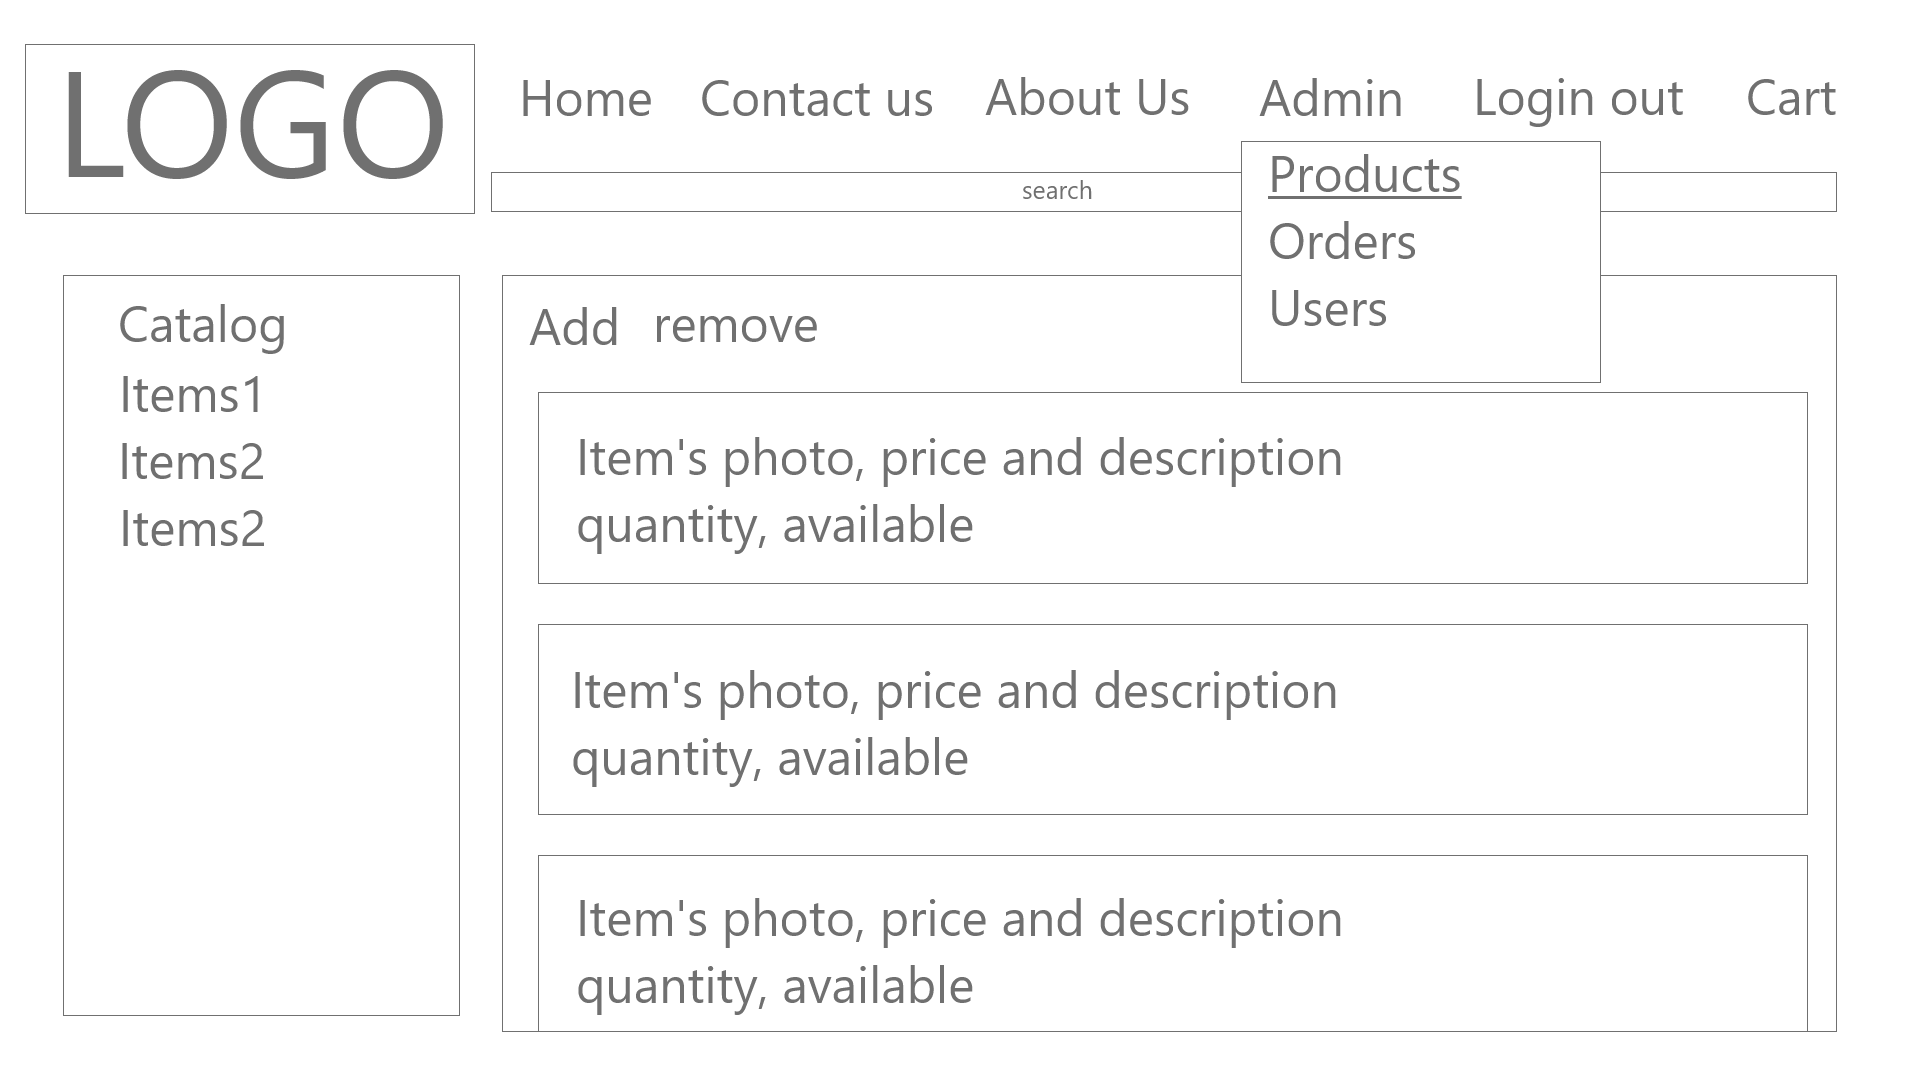 LOGO
Home
Contact us
About Us
Admin
Login out
Cart
search
Products
Orders
Users
Catalog
Items1
Items2
Items2
Add
remove
Item's photo, price and description
quantity, available
Item's photo, price and description
quantity, available
Item's photo, price and description
quantity, available